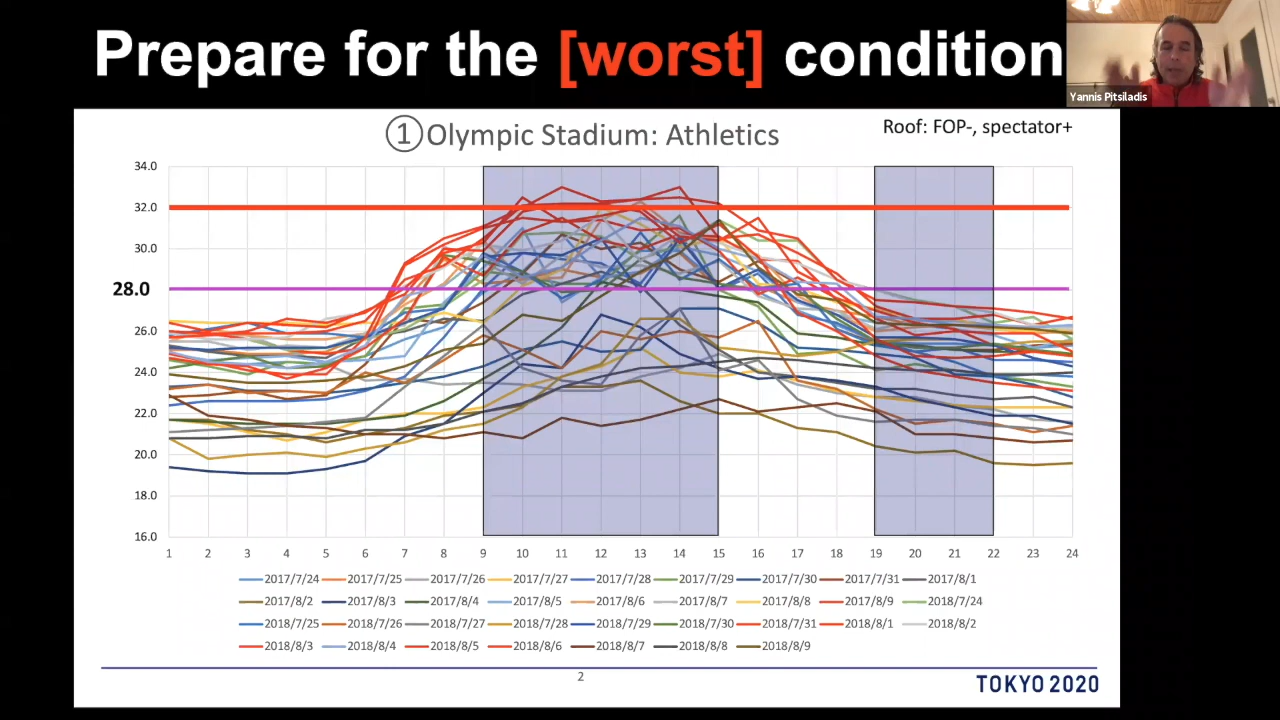 Prepare for the [worst] condition
Yannis Pitsiladis
①Olympic Stadium: Athletics
Roof: FOP-, spectator+
34.0
32.0
30.0
28.0
26.0
24.0
22.0
20.0
18.0
16.0
1 2 3 4 5 6 7 8 9 10 11 12 13 14 15 16 17 18 19 20 21 22 23 24
2017/7/24 2017/7/25 2017/7/26 2017/7/27 2017/7/28 2017/7/29 2017/7/30 2017/7/31 2017/8/1
2017/8/2 2017/8/3 2017/8/4 2017/8/5 2017/8/6 2017/8/7 2017/8/8 2017/8/9 2018/7/24
2018/7/25 2018/7/26 2018/7/27 2018/7/28 2018/7/29 2018/7/30 2018/7/31 2018/8/1 2018/8/2
2018/8/3 2018/8/4 2018/8/5 2018/8/6 2018/8/7 2018/8/8 2018/8/9
2
TOKYO 2020